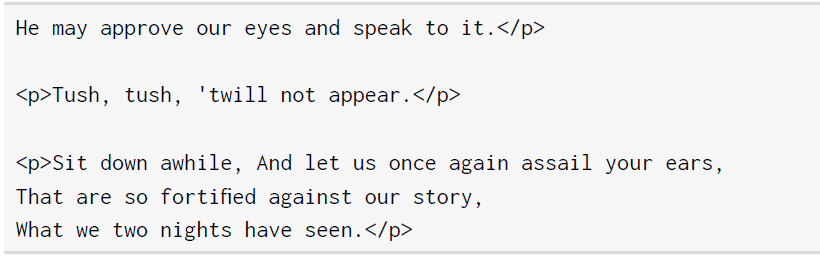 He may approve our eyes and speak to it.</p>
<p>Tush, tush, 'twill not appear.</p>
<p>Sit down awhile, And let us once again assail your ears,
That are so fortified against our story,
What we two nights have seen.</p>